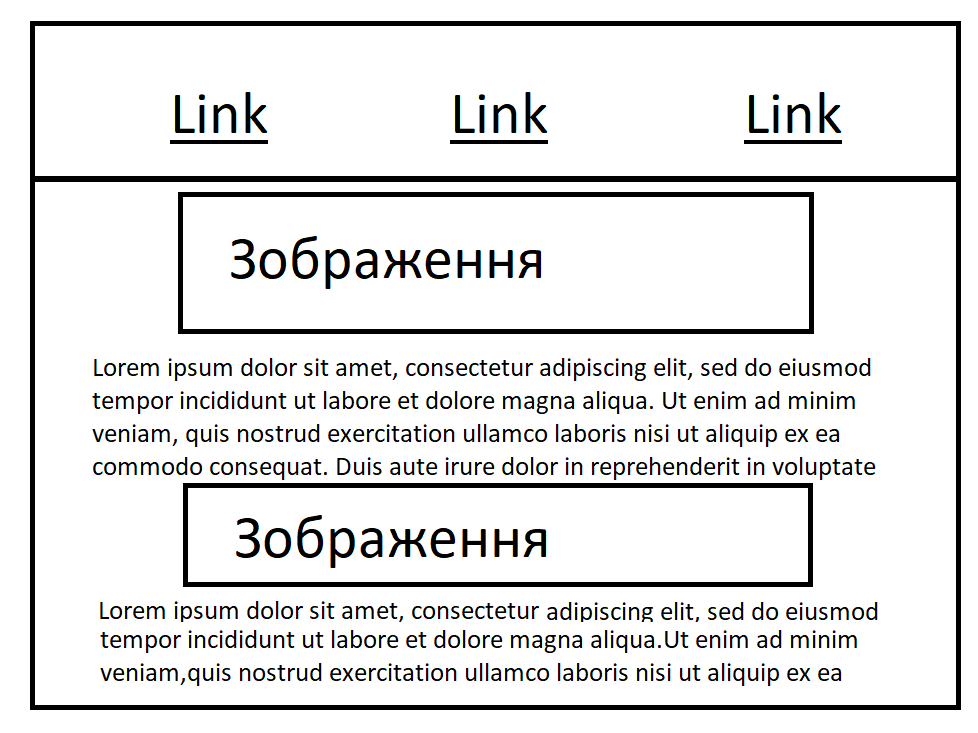 Link Link Link
Зображення
Lorem ipsum dolor sit amet, consectetur adipiscing elit, sed do eiusmod
tempor incididunt ut labore et dolore magna aliqua. Ut enim ad minim
veniam, quis nostrud exercitation ullamco laboris nisi ut aliquip ex ea
commodo consequat. Duis aute irure dolor in reprehenderit in voluptate
Зображення
Lorem ipsum dolor sit amet, consectetur adipiscing elit, sed do eiusmod
tempor incididunt ut labore et dolore magna aliqua.Ut enim ad minim
veniam,quis nostrud exercitation ullamco laboris nisi ut aliquip ex ea